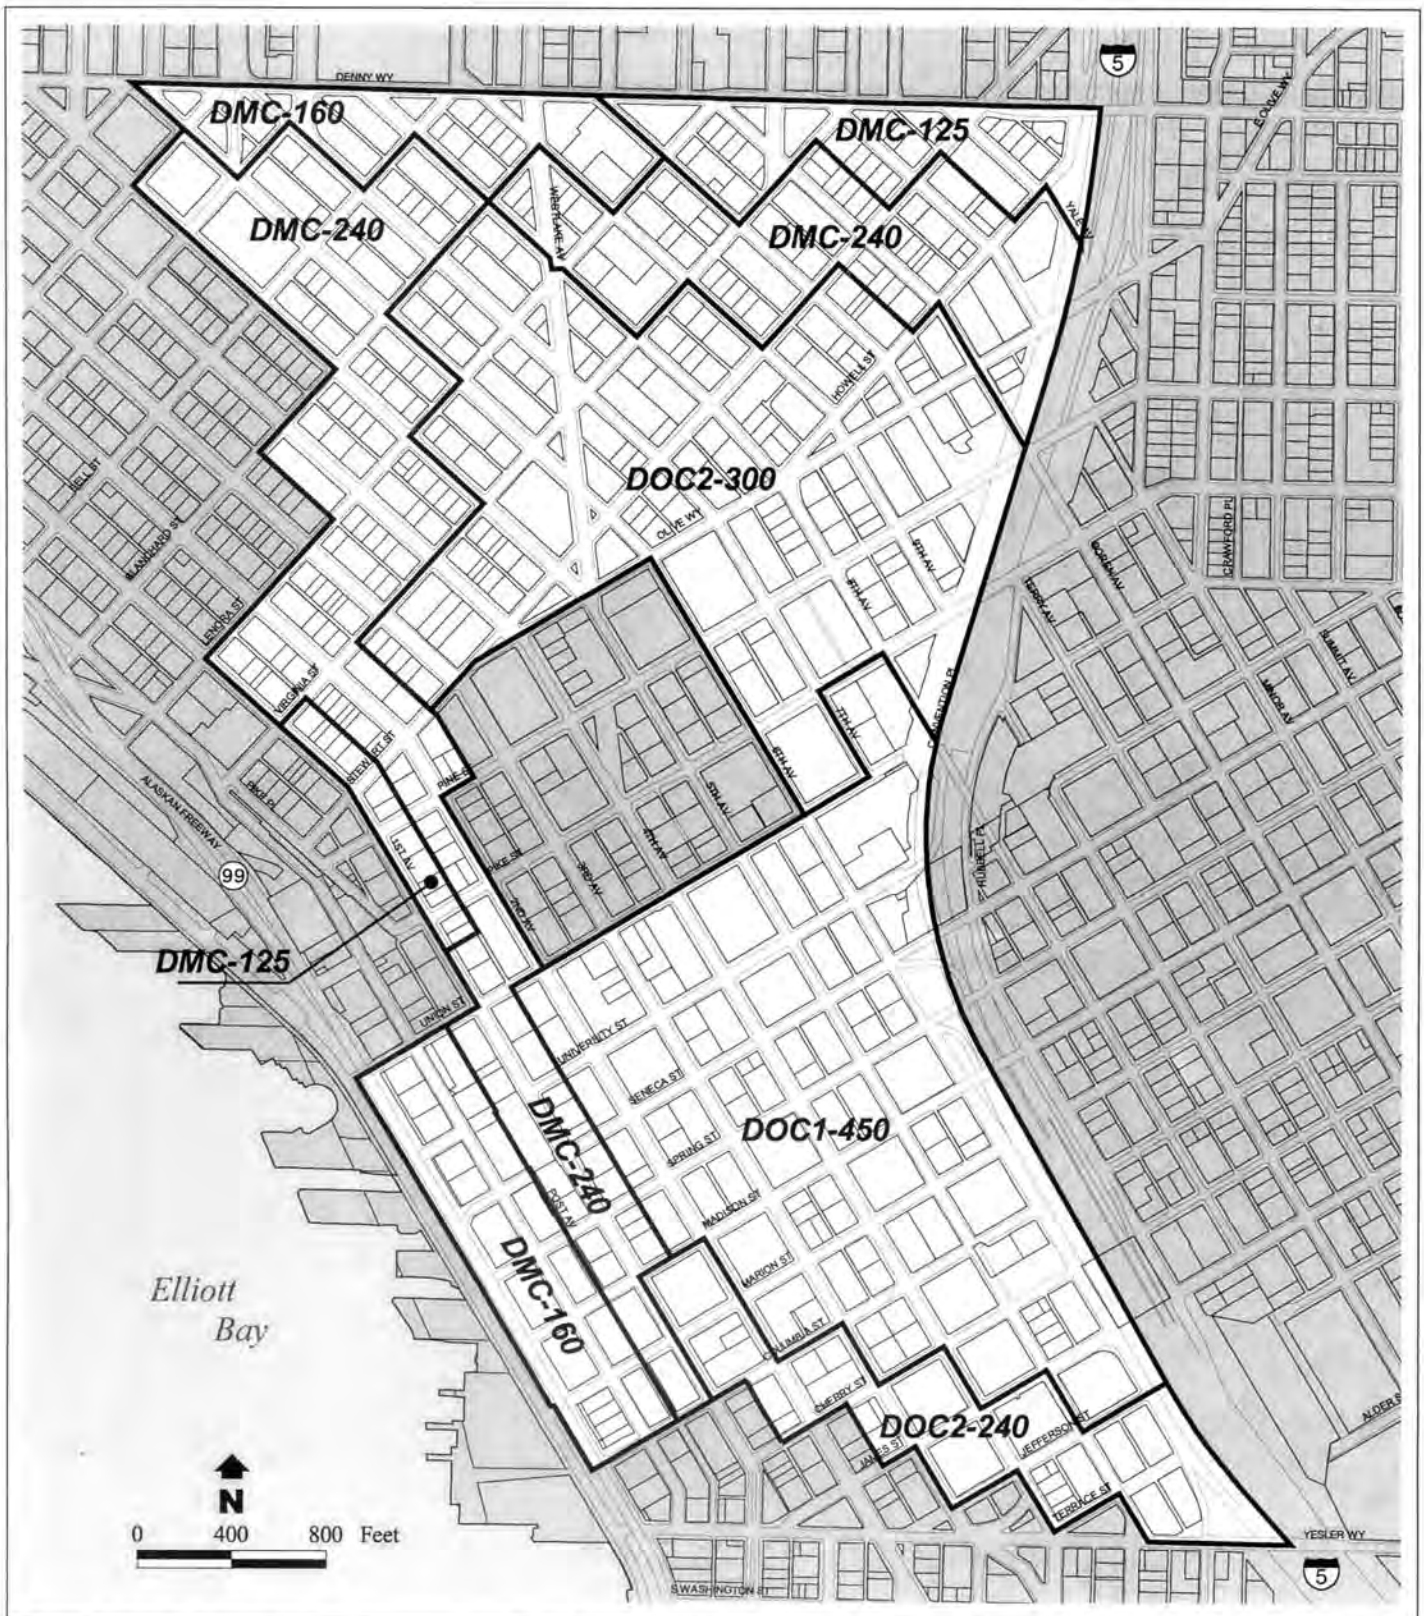 DENNY WY
5
E OLIVE WY
DMC-160
DMC-125
WESTLAKE AV
YALE AV
DMC-240
DMC-240
HOWELL ST
DOC2-300
BELL ST
BLANCHARD ST
OLIVE WY
CRAWFORD PL
9TH AV
8TH AV
BOREN AV
TERRY AV
LENORA ST
SUMMIT AV
MINOR AV
VIRGINIA ST
CONVENTION PL
7TH AV
STEWART ST
6TH AV
5TH AV
PIKE PL
ALASKAN FREEWAY
1ST AV
4TH AV
HUBBELL PL
PIKE ST
3RD AV
99
2ND AV
DMC-125
UNION ST
UNIVERSITY ST
SENECA ST
DOC1-450
DMC-240
SPRING ST
POST AV
MADISON ST
DMC-160
MARION ST
Elliott
Bay
COLUMBIA ST
CHERRY ST
ALDER S
DOC2-240
JEFFERSON ST
JAMES ST
TERRACE ST
N
0 400 800 Feet
YESLER WY
5
S WASHINGTON ST